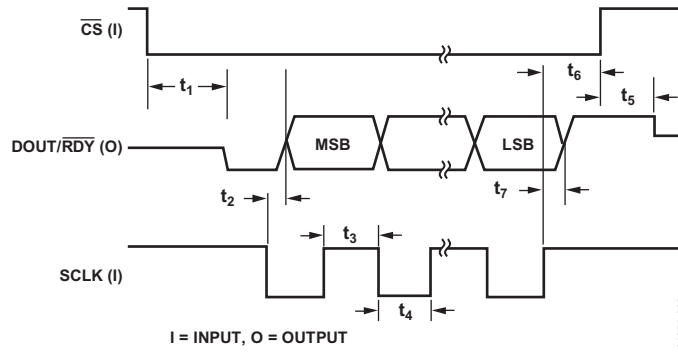 CS (I)
t6
t1
t5
DOUT/RDY (O)
MSB
LSB
t2
t7
t3
SCLK (I)
t4
I = INPUT, O = OUTPUT